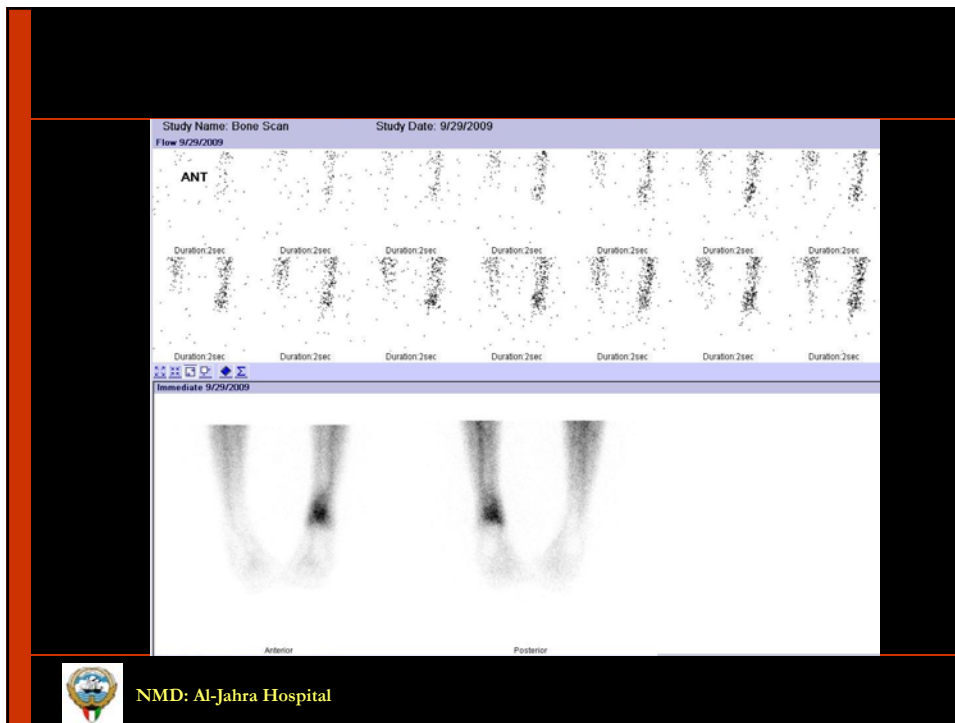 Study Name: Bone Scan Study Date: 9/29/2009
Flow 9/29/2009
ANT
Duration:2sec Duration:2sec Duration:2sec Duration:2sec Duration:2sec Duration:2sec Duration:2sec
Duration:2sec Duration:2sec Duration:2sec Duration:2sec Duration:2sec Duration:2sec Duration:2sec
Σ
Immediate 9/29/2009
Anterior Posterior
NMD: Al-Jahra Hospital